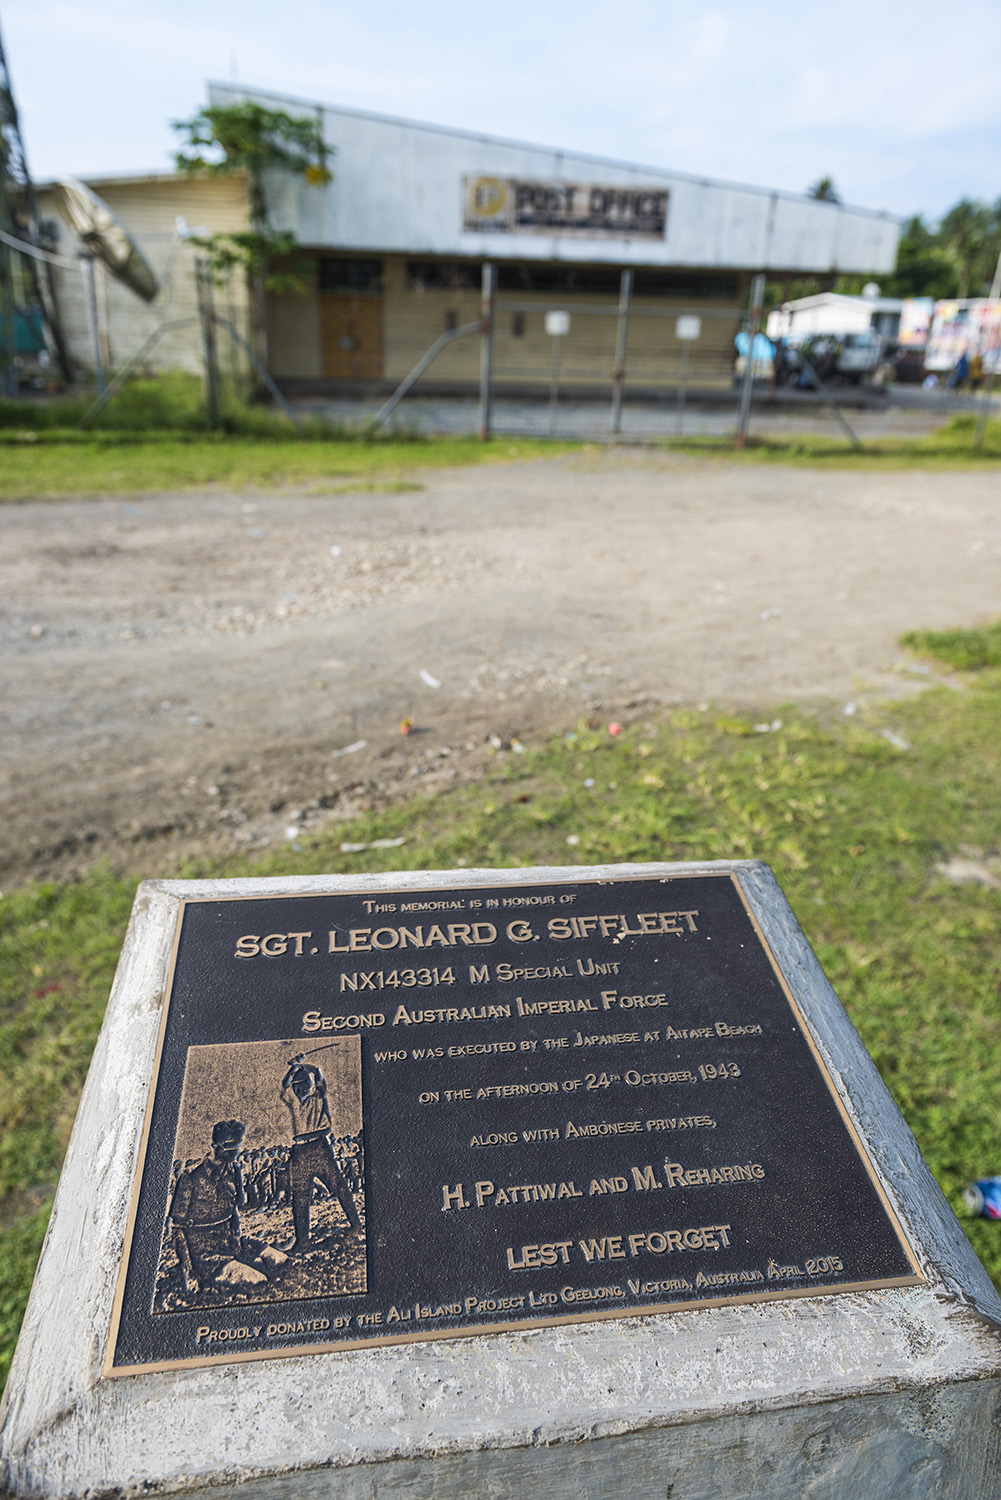 POST OFFICE
THIS MEMORIAL IS IN HONOUR OF
SGT. LEONARD G. SIFFLEET
NX143314 M SPECIAL UNIT
SECOND AUSTRALIAN IMPERIAL FORCE
WHO WAS EXECUTED BY THE JAPANESE AT AITAPE BEACH
ON THE AFTERNOON OF 24TH OCTOBER, 1943
ALONG WITH AMBONESE PRIVATES,
H. PATTIWAL AND M. REHARING
LEST WE FORGET
PROUDLY DONATED BY THE ALI ISLAND PROJECT LTD GEELONG, VICTORIA, AUSTRALIA APRIL 2015